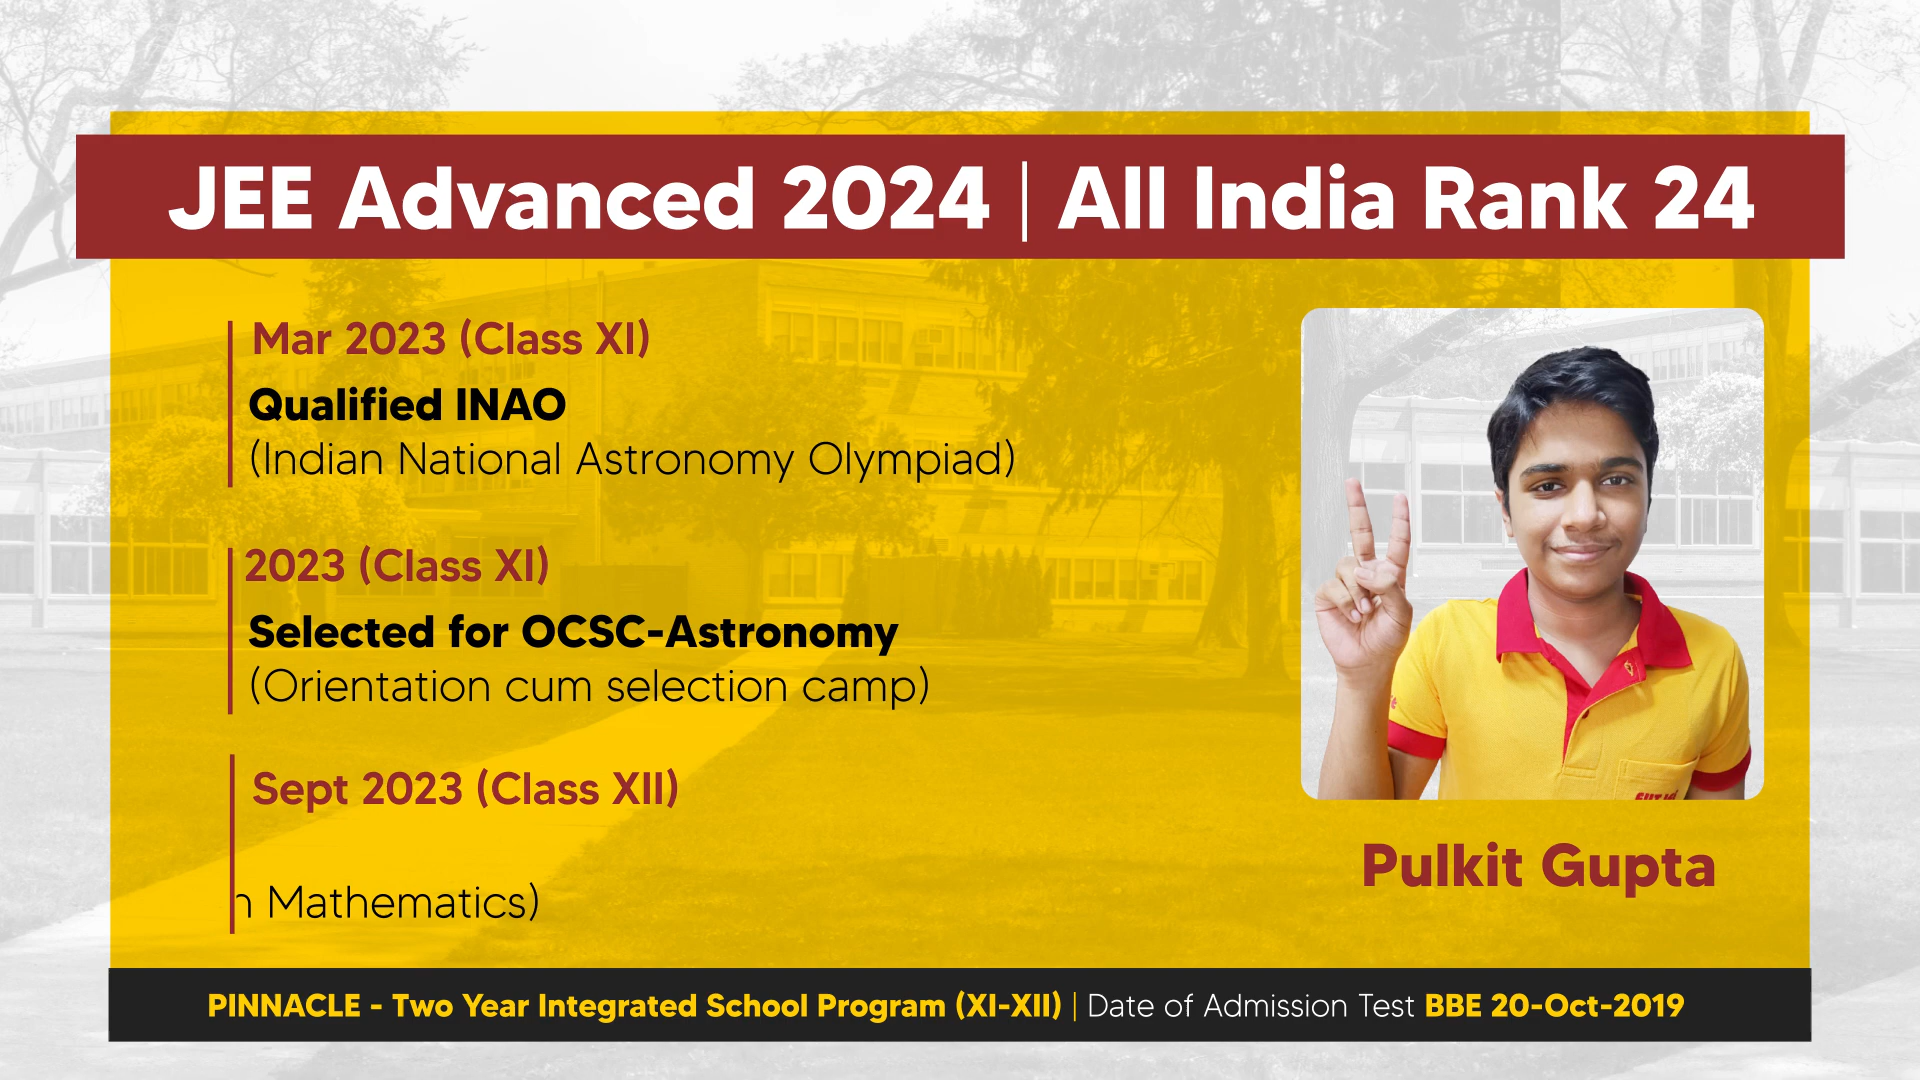 JEE Advanced 2024 | All India Rank 24
Mar 2023 (Class XI)
Qualified INAO
(Indian National Astronomy Olympiad)
2023 (Class XI)
Selected for OCSC-Astronomy
(Orientation cum selection camp)
Sept 2023 (Class XII)
n Mathematics)
Pulkit Gupta
PINNACLE - Two Year Integrated School Program (XI-XII) | Date of Admission Test BBE 20-Oct-2019